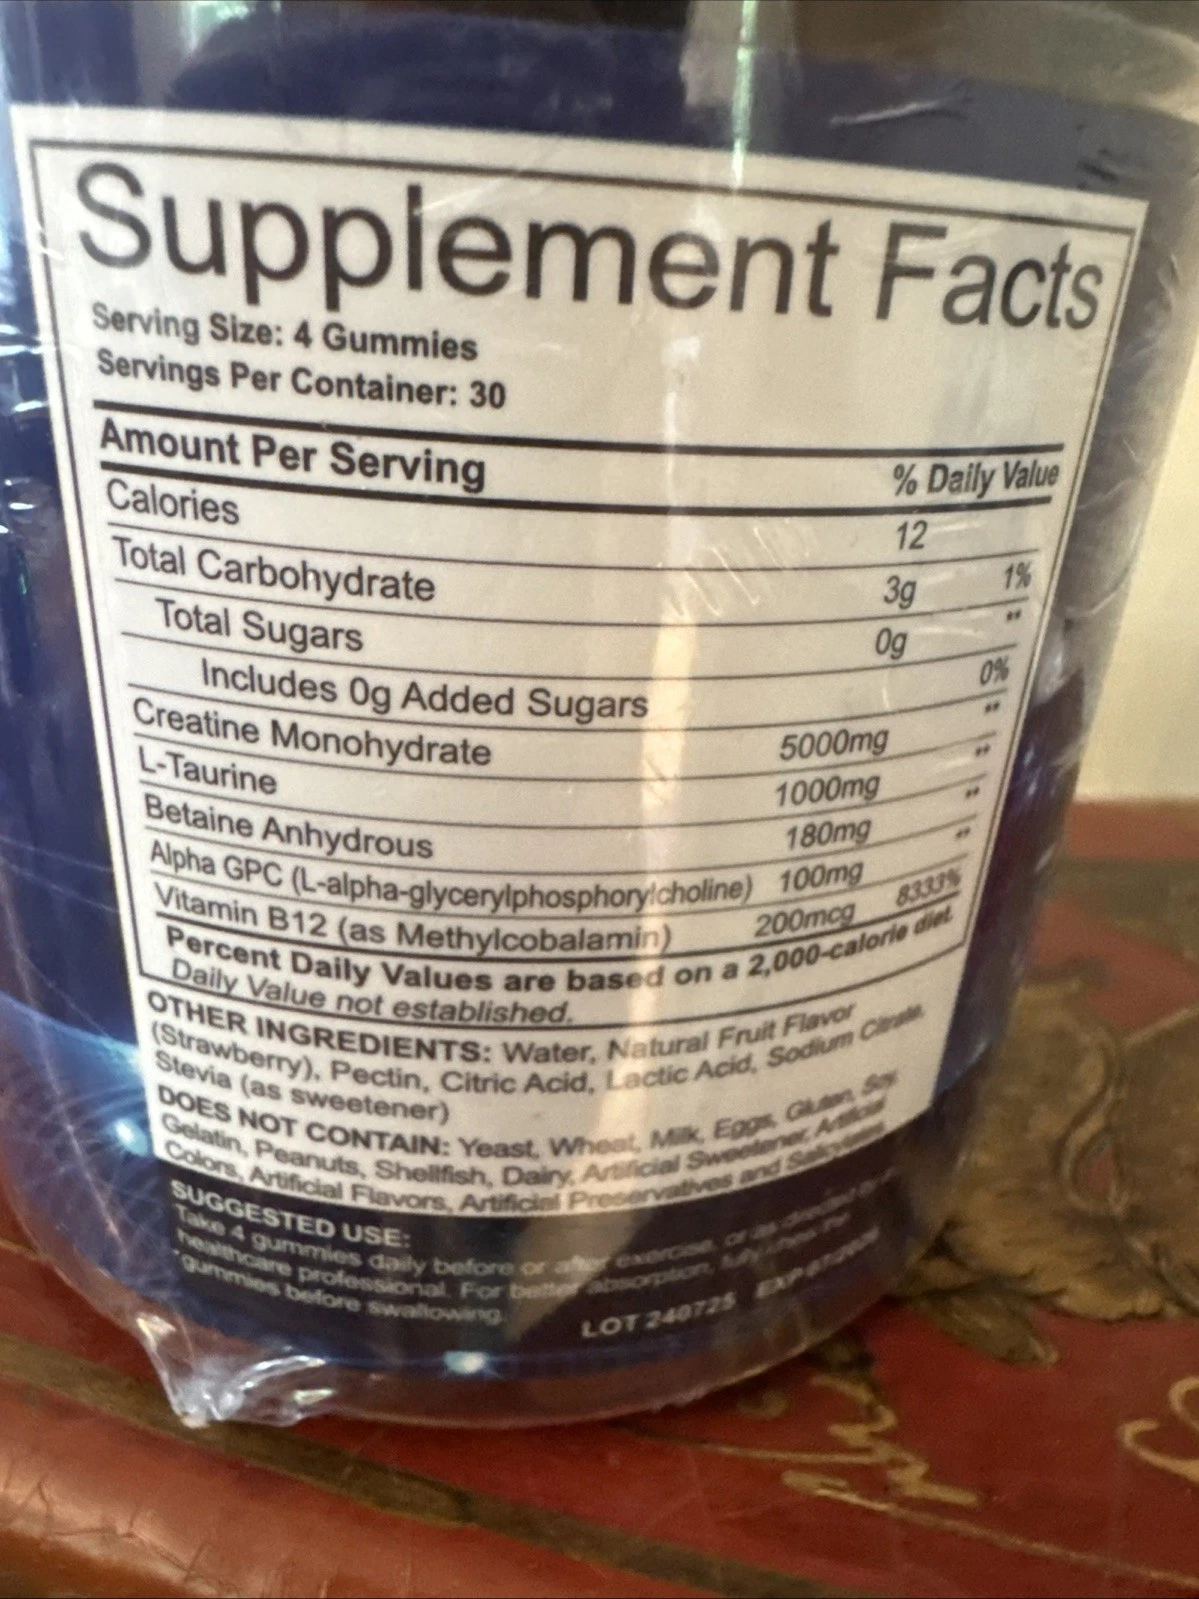 Supplement Facts
Serving Size: 4 Gummies
Servings Per Container: 30
Amount Per Serving % Daily Value
Calories 12
Total Carbohydrate 3g 1%
Total Sugars 0g **
Includes 0g Added Sugars 0%
Creatine Monohydrate 5000mg **
L-Taurine 1000mg **
Betaine Anhydrous 180mg **
Alpha GPC (L-alpha-glycerylphosphorylcholine) 100mg **
Vitamin B12 (as Methylcobalamin) 200mcg 8333%
Percent Daily Values are based on a 2,000-calorie diet.
Daily Value not established.
OTHER INGREDIENTS: Water, Natural Fruit Flavor
(Strawberry), Pectin, Citric Acid, Lactic Acid, Sodium Citrate,
Stevia (as sweetener)
DOES NOT CONTAIN: Yeast, Wheat, Milk, Eggs, Gluten, Soy
Gelatin, Peanuts, Shellfish, Dairy, Artificial Sweetener, Artificial
Colors, Artificial Flavors, Artificial Preservatives and Salicylates
SUGGESTED USE:
Take 4 gummies daily before or after exercise, or as directed
healthcare professional. For better absorption, fully chew the
gummies before swallowing.
LOT 240725 EXP